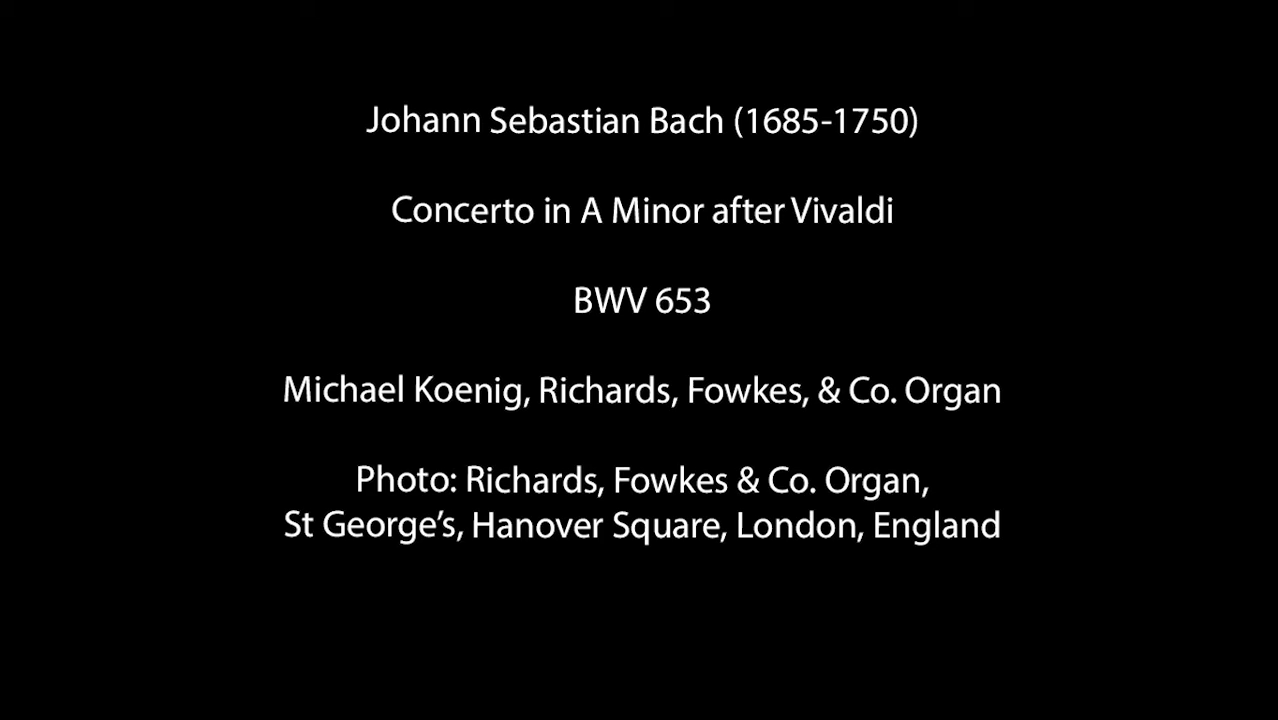 Johann Sebastian Bach (1685-1750)
Concerto in A Minor after Vivaldi
BWV 653
Michael Koenig, Richards, Fowkes, & Co. Organ
Photo: Richards, Fowkes & Co. Organ,
St George’s, Hanover Square, London, England